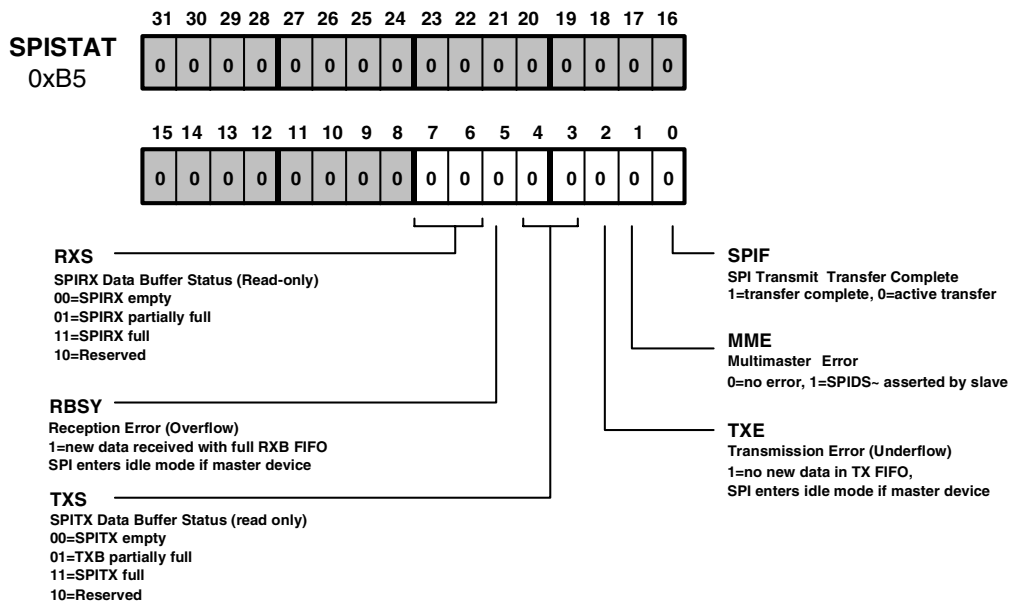 31 30 29 28 27 26 25 24 23 22 21 20 19 18 17 16
SPISTAT
0xB5
0 0 0 0 0 0 0 0 0 0 0 0 0 0 0 0
15 14 13 12 11 10 9 8 7 6 5 4 3 2 1 0
0 0 0 0 0 0 0 0 0 0 0 0 0 0 0 0
RXS
SPIRX Data Buffer Status (Read-only)
00=SPIRX empty
01=SPIRX partially full
11=SPIRX full
10=Reserved
RBSY
Reception Error (Overflow)
1=new data received with full RXB FIFO
SPI enters idle mode if master device
TXS
SPITX Data Buffer Status (read only)
00=SPITX empty
01=TXB partially full
11=SPITX full
10=Reserved
SPIF
SPI Transmit Transfer Complete
1=transfer complete, 0=active transfer
MME
Multimaster Error
0=no error, 1=SPIDS~ asserted by slave
TXE
Transmission Error (Underflow)
1=no new data in TX FIFO,
SPI enters idle mode if master device